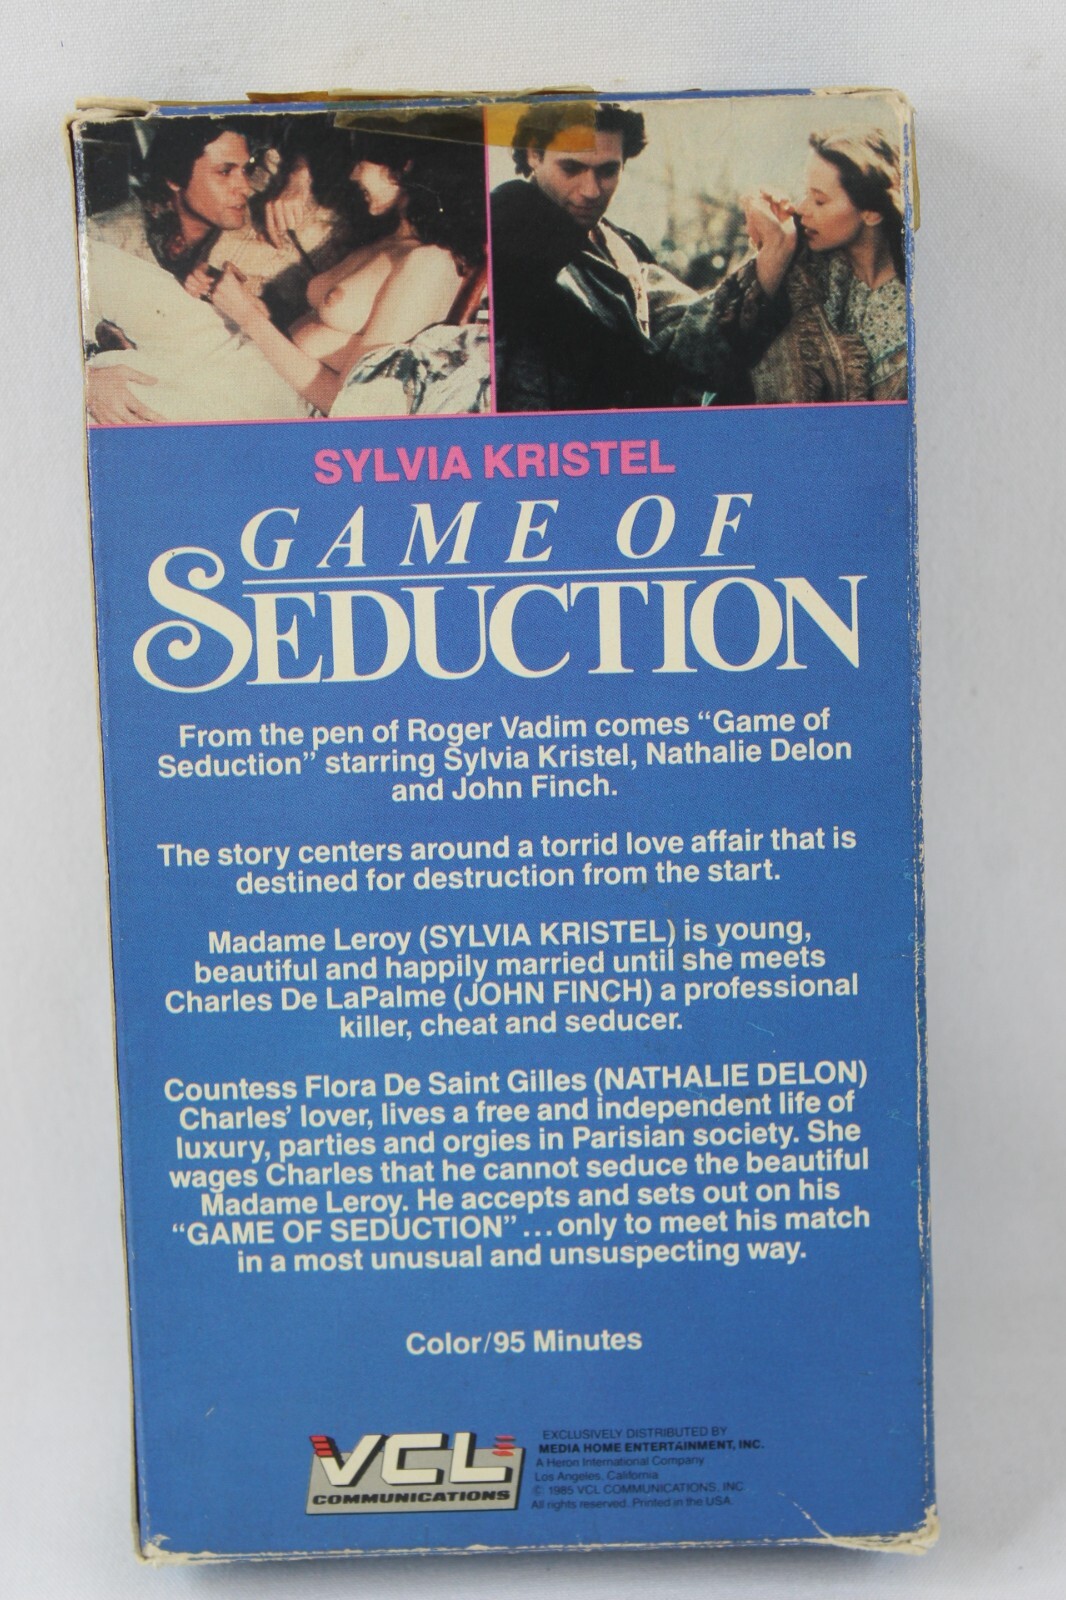 SYLVIA KRISTEL
GAME OF
SEDUCTION
From the pen of Roger Vadim comes “Game of
Seduction” starring Sylvia Kristel, Nathalie Delon
and John Finch.
The story centers around a torrid love affair that is
destined for destruction from the start.
Madame Leroy (SYLVIA KRISTEL) is young,
beautiful and happily married until she meets
Charles De LaPalme (JOHN FINCH) a professional
killer, cheat and seducer.
Countess Flora De Saint Gilles (NATHALIE DELON)
Charles’ lover, lives a free and independent life of
luxury, parties and orgies in Parisian society. She
wages Charles that he cannot seduce the beautiful
Madame Leroy. He accepts and sets out on his
“GAME OF SEDUCTION”...only to meet his match
in a most unusual and unsuspecting way.
Color/95 Minutes
VCL
COMMUNICATIONS
EXCLUSIVELY DISTRIBUTED BY
MEDIA HOME ENTERTAINMENT, INC.
A Heron International Company
Los Angeles, California
© 1985 VCL COMMUNICATIONS, INC
All rights reserved. Printed in the USA.